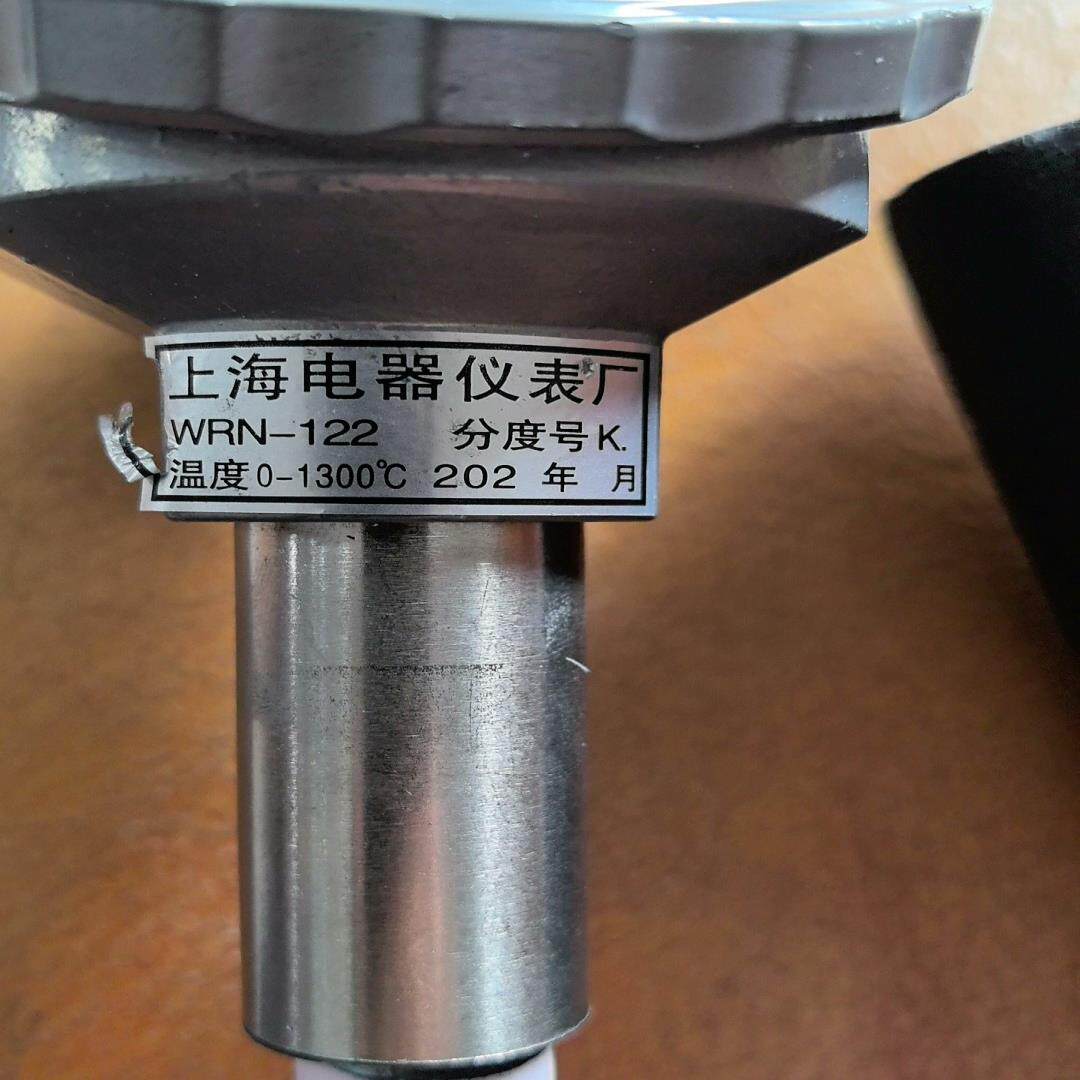 上海电器仪表厂
WRN-122 分度号K.
温度0-1300℃ 202 年 月